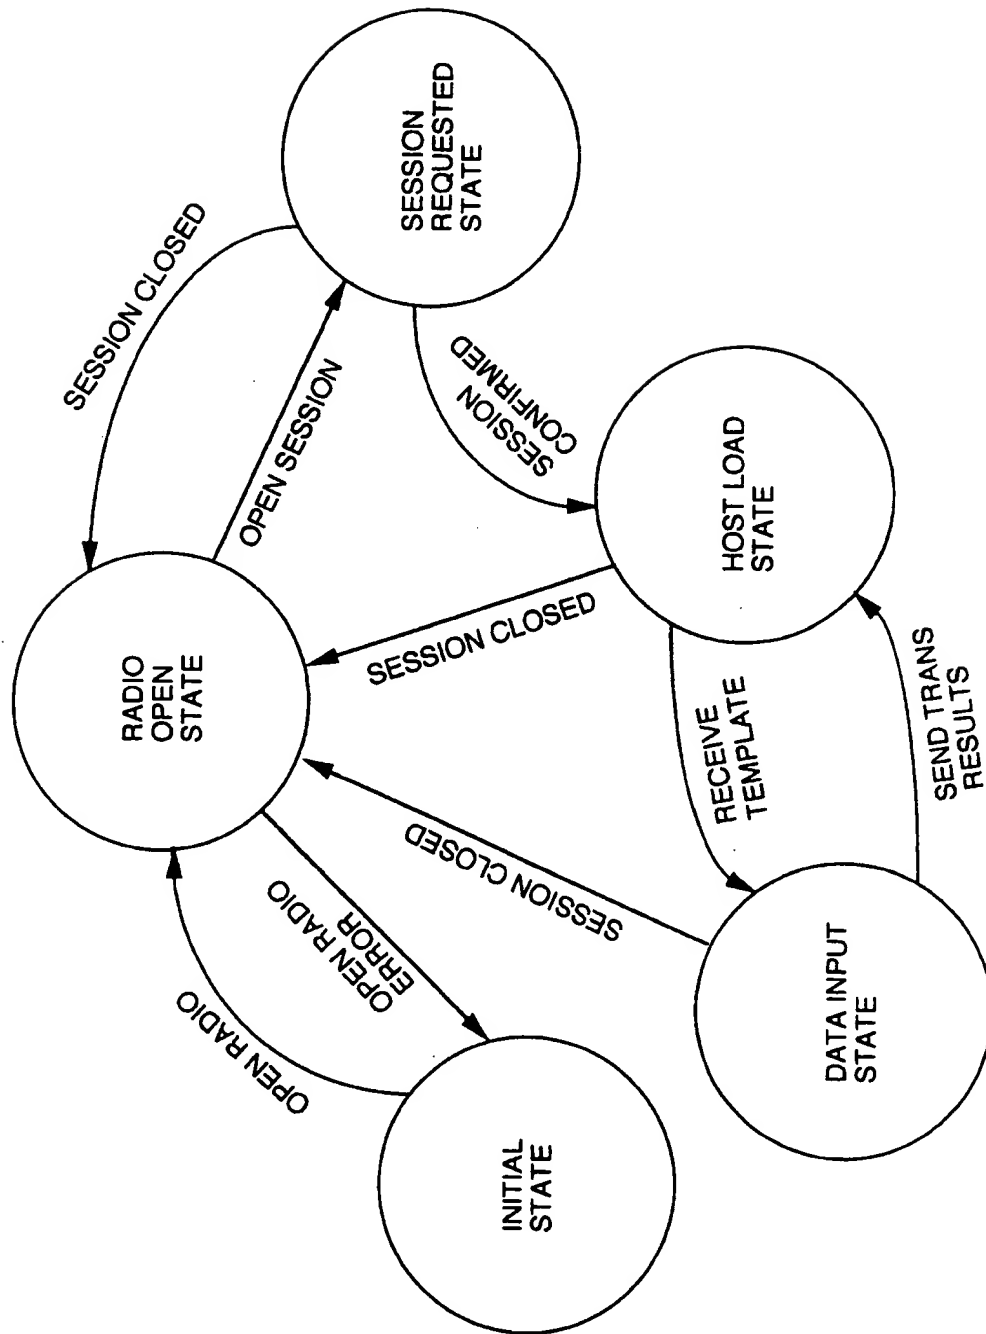 RADIO
OPEN
STATE
SESSION CLOSED
OPEN SESSION
SESSION
REQUESTED
STATE
SESSION
CONFIRMED
SESSION CLOSED
HOST LOAD
STATE
RECEIVE
TEMPLATE
SEND TRANS
RESULTS
SESSION CLOSED
DATA INPUT
STATE
OPEN RADIO
ERROR
OPEN RADIO
INITIAL
STATE